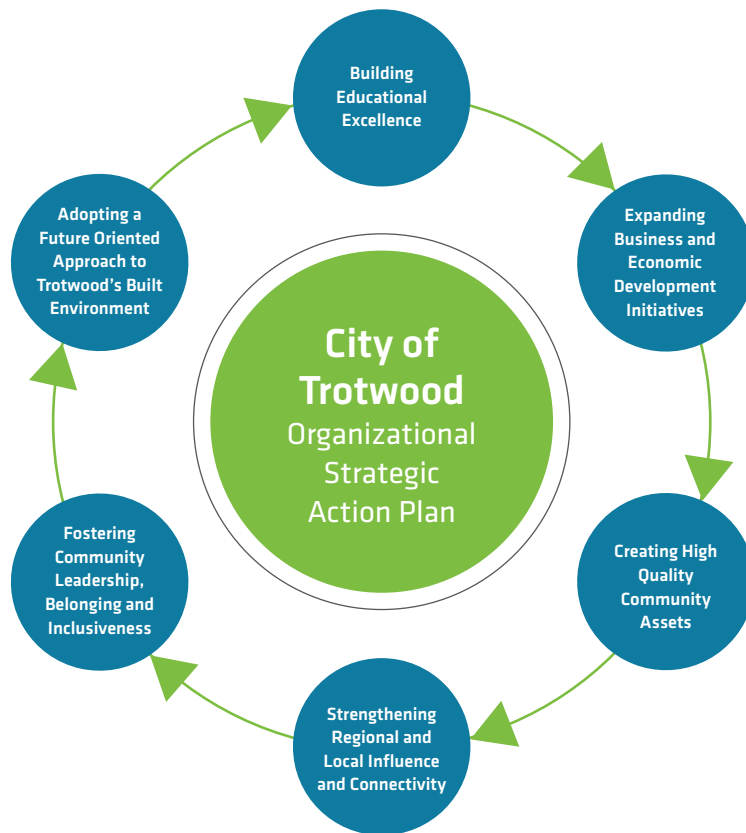 Building
Educational
Excellence
Expanding
Business and
Economic
Development
Initiatives
Creating High
Quality
Community
Assets
Strengthening
Regional and
Local Influence
and Connectivity
Fostering
Community
Leadership,
Belonging and
Inclusiveness
Adopting a
Future Oriented
Approach to
Trotwood's Built
Environment
City of
Trotwood
Organizational
Strategic
Action Plan